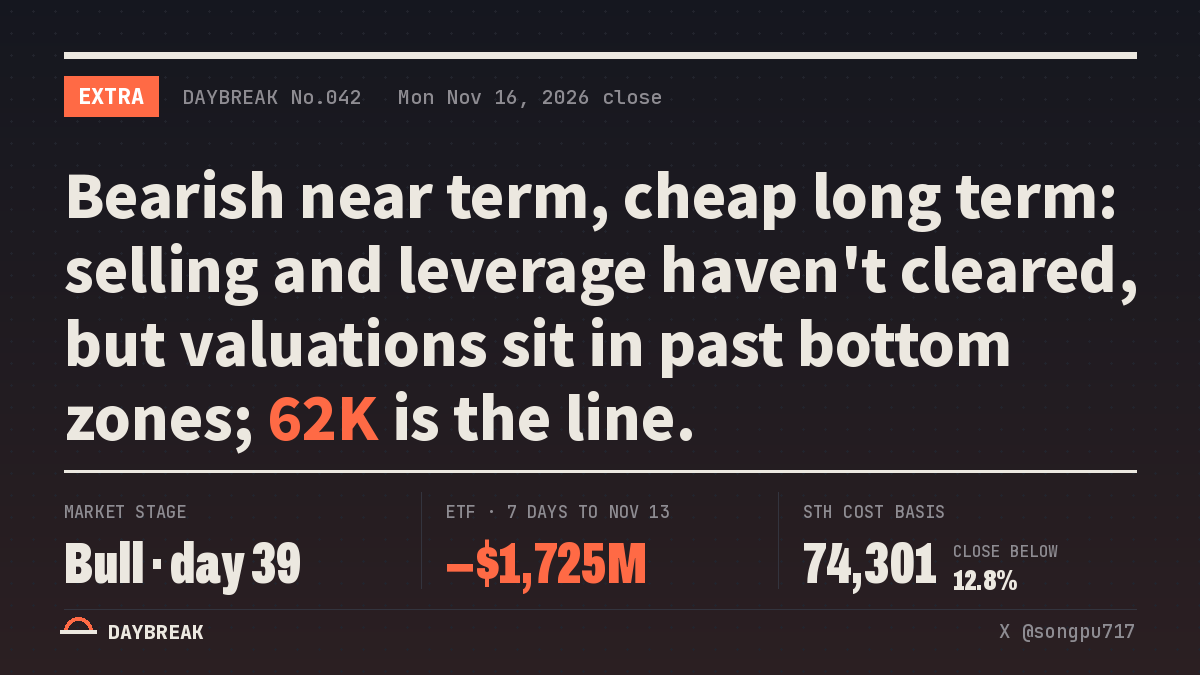 EXTRA DAYBREAK No.042 Mon Nov 16, 2026 close
Bearish near term, cheap long term:
selling and leverage haven't cleared,
but valuations sit in past bottom
zones; 62K is the line.
MARKET STAGE
Bull · day 39
ETF · 7 DAYS TO NOV 13
−$1,725M
STH COST BASIS
74,301
CLOSE BELOW
12.8%
DAYBREAK
X @songpu717